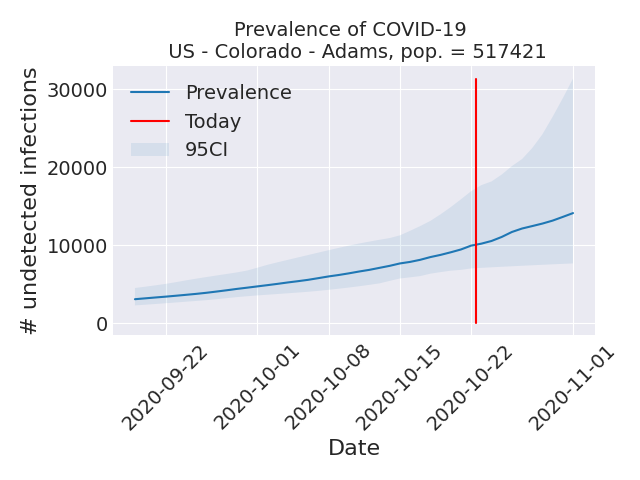 Prevalence of COVID-19
US - Colorado - Adams, pop. = 517421
# undetected infections
30000
20000
10000
0
Prevalence
Today
95CI
2020-09-22
2020-10-01
2020-10-08
2020-10-15
2020-10-22
2020-11-01
Date